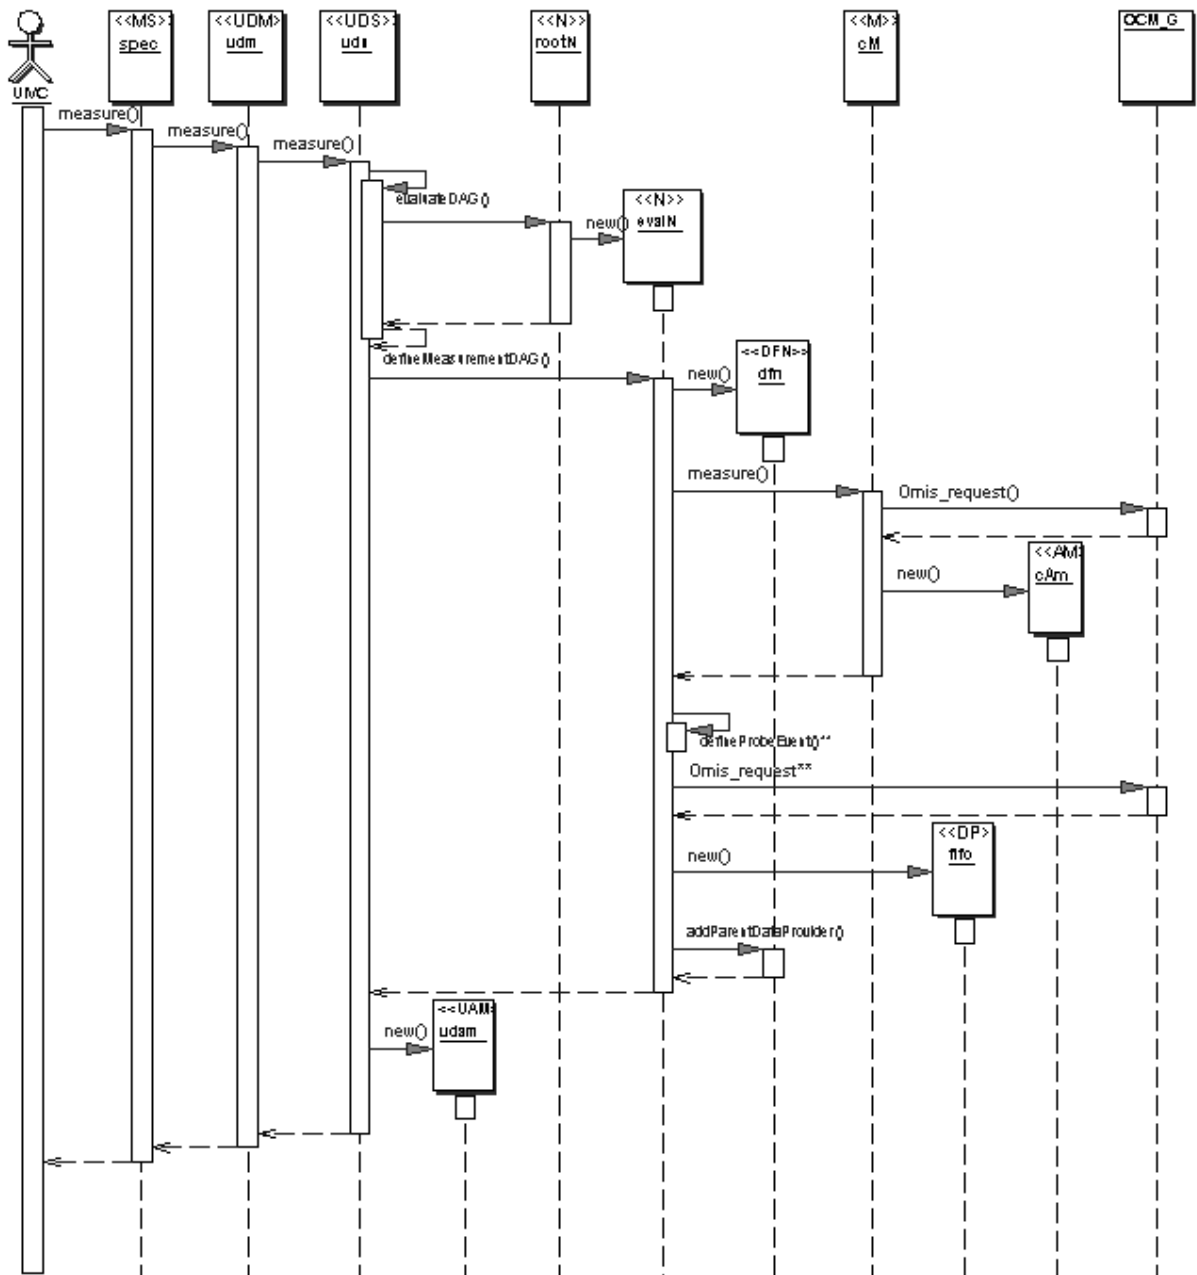 <<MS>>
spec
<<UDM>>
udm
<<UDS>>
uds
<<N>>
rootN
<<M>>
cM
OCM_G
UMC
measure()
measure()
measure()
evaluateDAG()
new()
<<N>>
evalN
defineMeasurementDAG()
new()
<<DFN>>
dfn
measure()
Omis_request()
<<AM>
cAm
new()
defineProbeEvent()**
Omis_request**
<<DP>
fifo
new()
addParentDataProvider()
<<UAM>
udam
new()